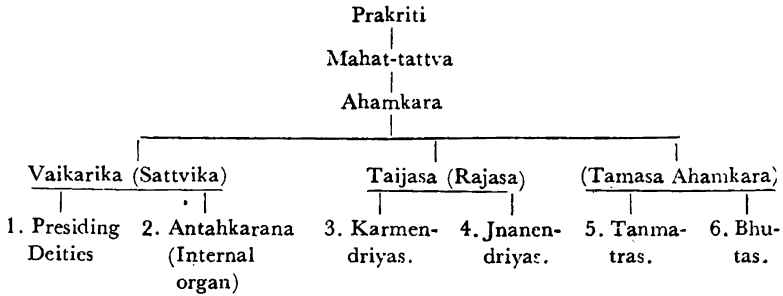 Prakriti
Mahat-tattva
Ahamkara
Vaikarika (Sattvika) Taijasa (Rajasa) (Tamasa Ahamkara)
1. Presiding 2. Antahkarana 3. Karmen- 4. Jnanen- 5. Tanma- 6. Bhu-
Deities (Internal driyas. driyas. tras. tas.
organ)